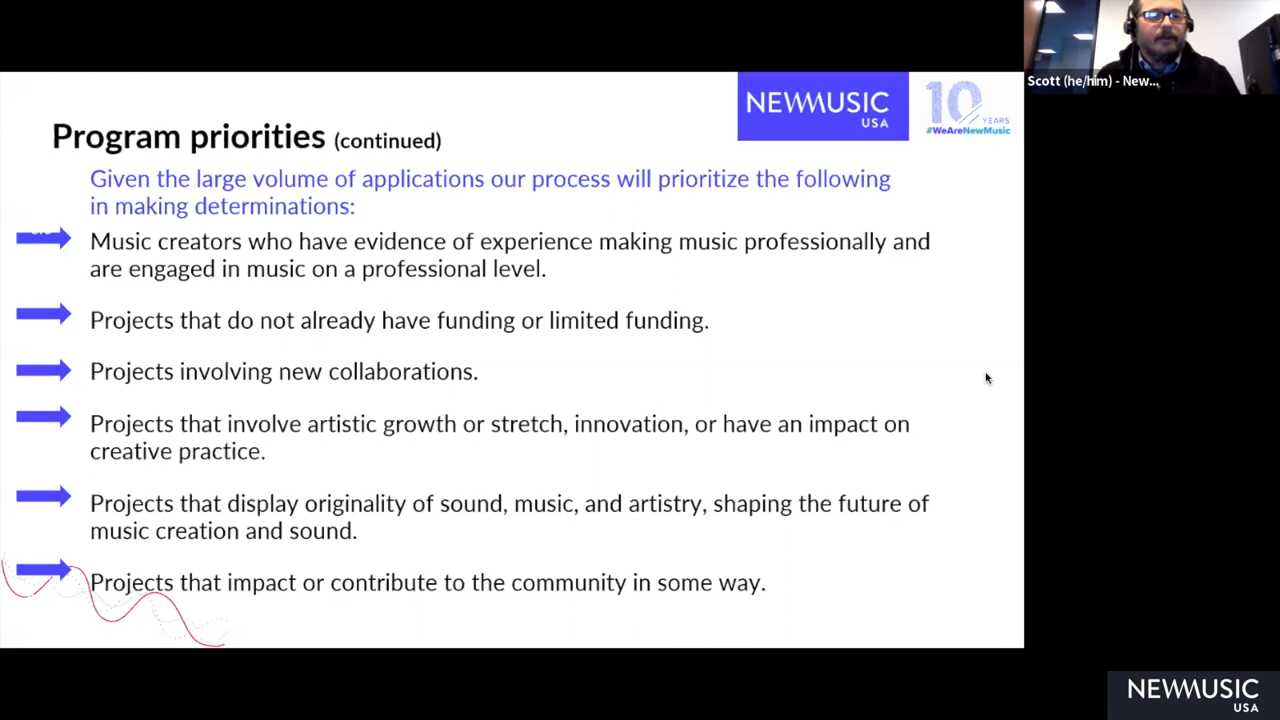 NEWMUSIC
USA
10
YEARS
#WeAreNewMusic
Scott (he/him) - New...
Program priorities (continued)
Given the large volume of applications our process will prioritize the following
in making determinations:
Music creators who have evidence of experience making music professionally and
are engaged in music on a professional level.
Projects that do not already have funding or limited funding.
Projects involving new collaborations.
Projects that involve artistic growth or stretch, innovation, or have an impact on
creative practice.
Projects that display originality of sound, music, and artistry, shaping the future of
music creation and sound.
Projects that impact or contribute to the community in some way.
NEWMUSIC
USA